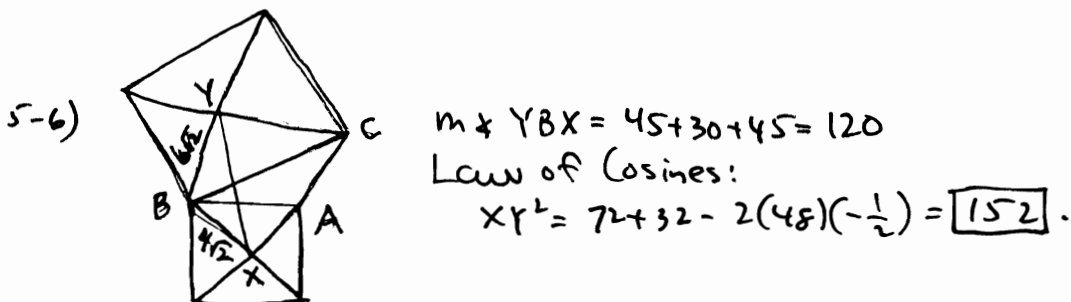 5-6)
Y
C
6√2
B
A
4√2
X
m∡ YBX = 45+30+45 = 120
Law of Cosines:
XY² = 72+32 - 2(48)(-1/2) = 152.